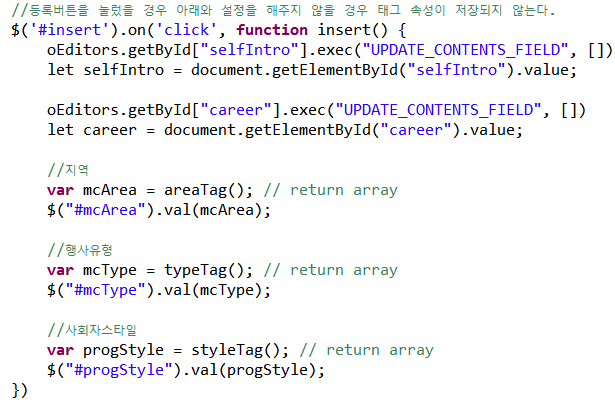 //등록버튼을 눌렀을 경우 아래와 설정을 해주지 않을 경우 태그 속성이 저장되지 않는다.
$('#insert').on('click', function insert() {
    oEditors.getById["selfIntro"].exec("UPDATE_CONTENTS_FIELD", [])
    let selfIntro = document.getElementById("selfIntro").value;

    oEditors.getById["career"].exec("UPDATE_CONTENTS_FIELD", [])
    let career = document.getElementById("career").value;

    //지역
    var mcArea = areaTag(); // return array
    $("#mcArea").val(mcArea);

    //행사유형
    var mcType = typeTag(); // return array
    $("#mcType").val(mcType);

    //사회자스타일
    var progStyle = styleTag(); // return array
    $("#progStyle").val(progStyle);
})